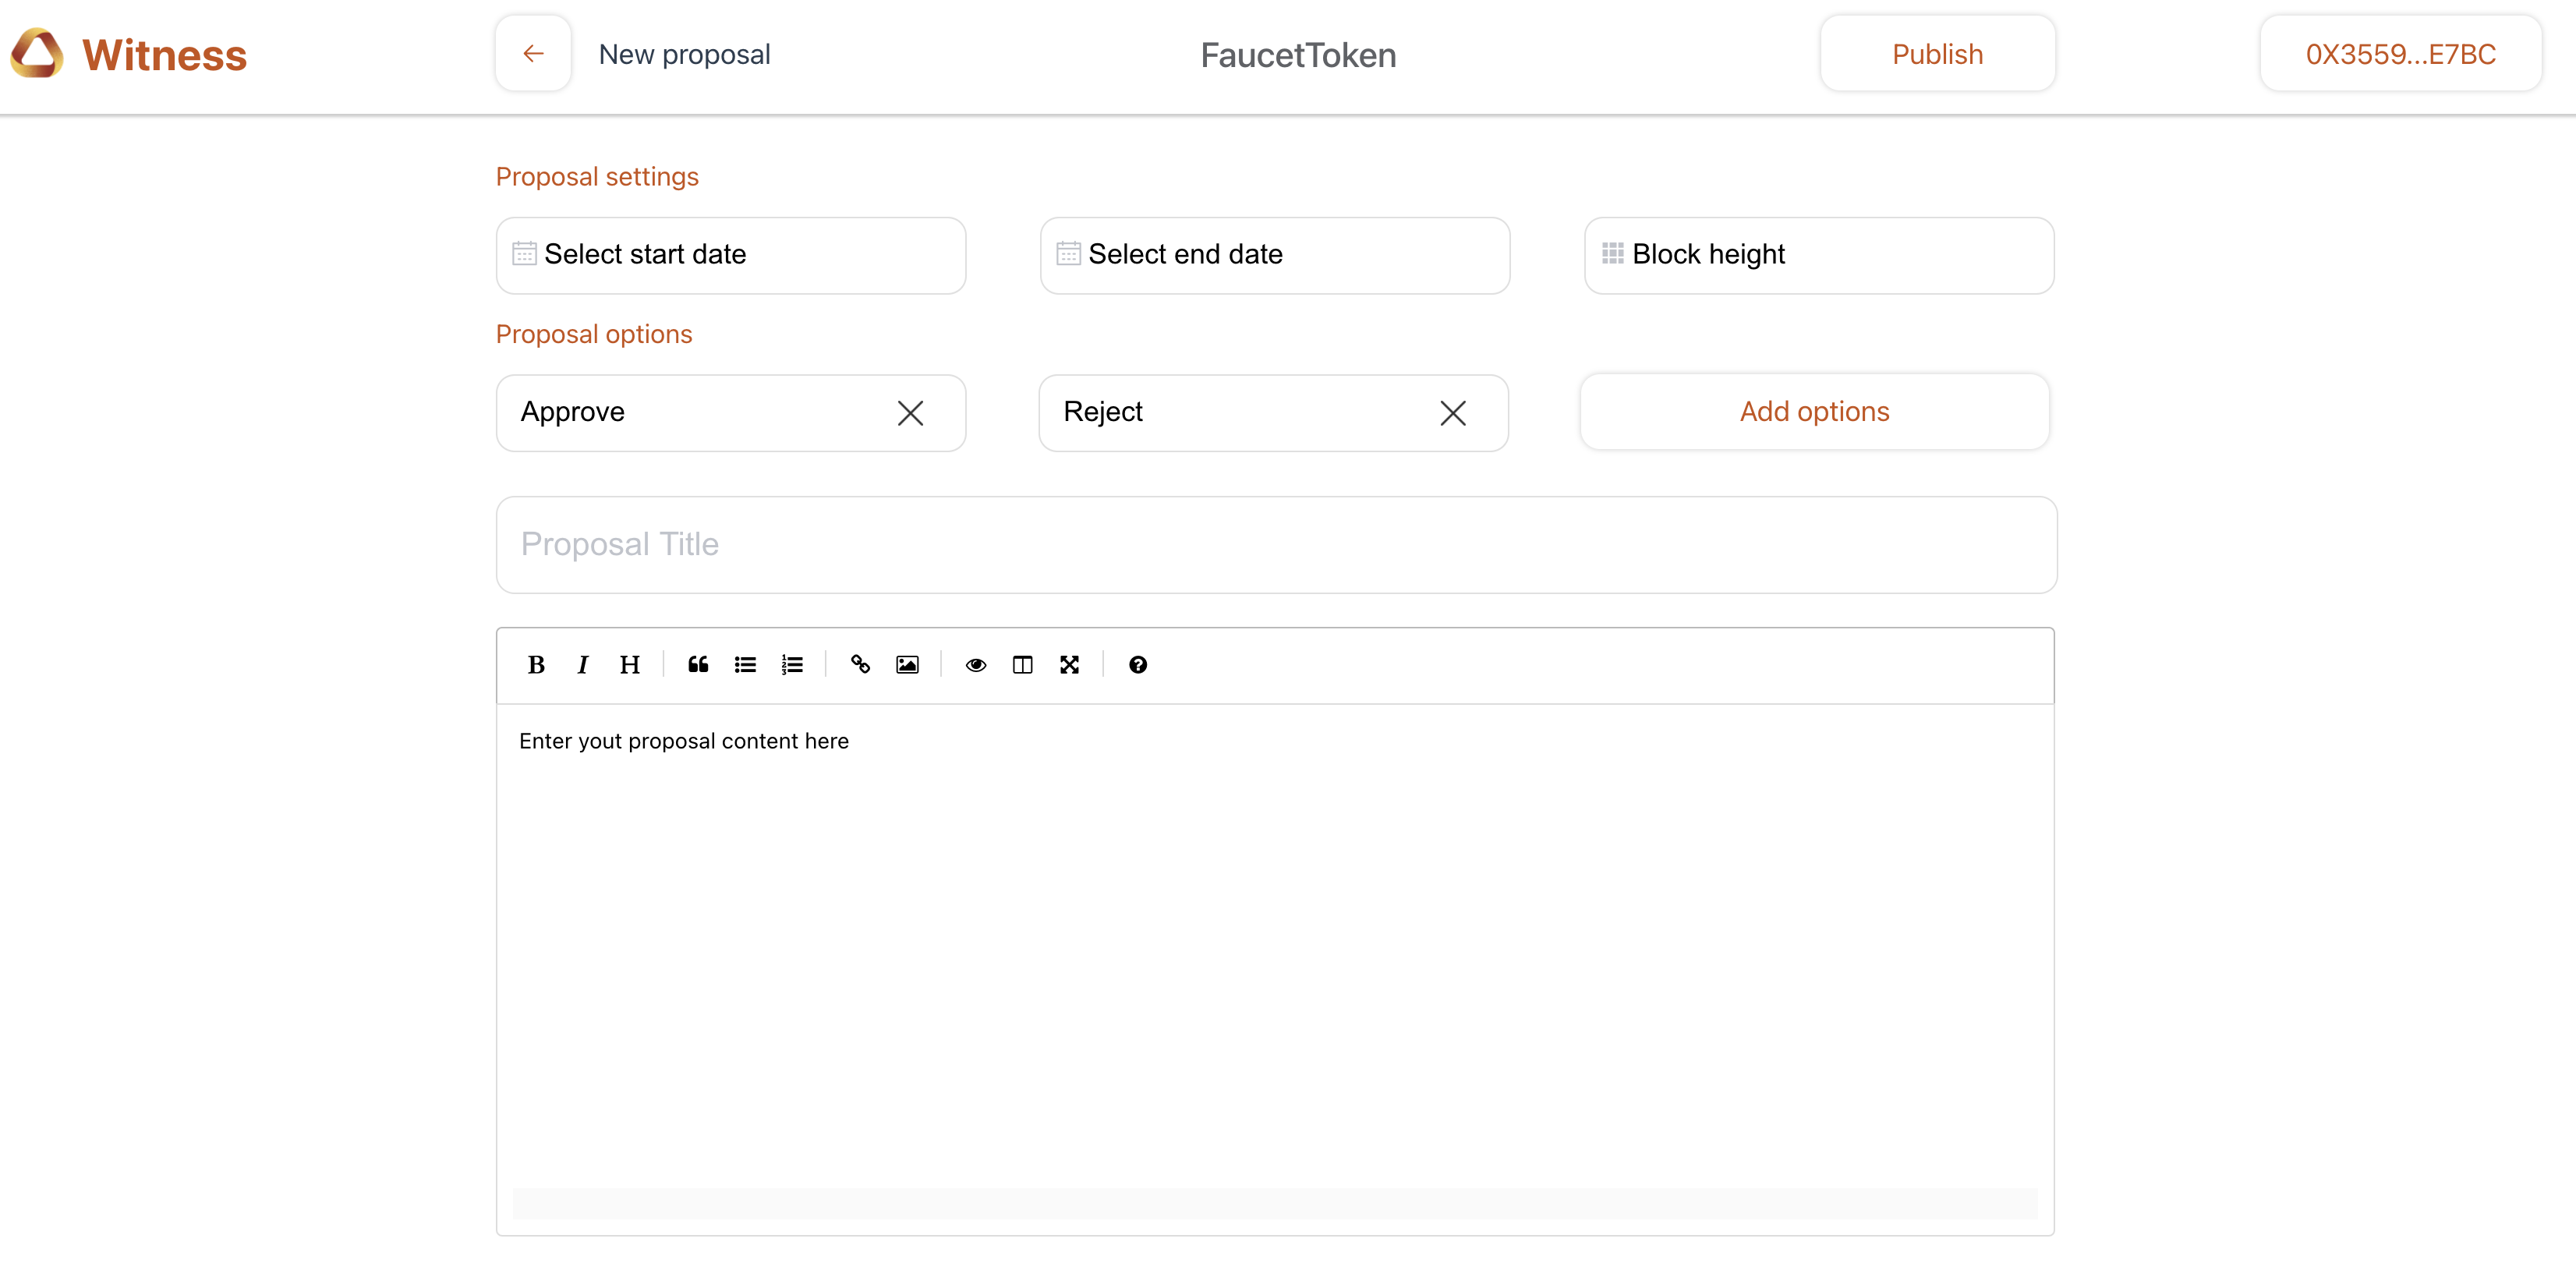 Witness
New proposal
FaucetToken
Publish
0X3559...E7BC
Proposal settings
Select start date
Select end date
Block height
Proposal options
Approve
Reject
Add options
Proposal Title
B I H
Enter yout proposal content here